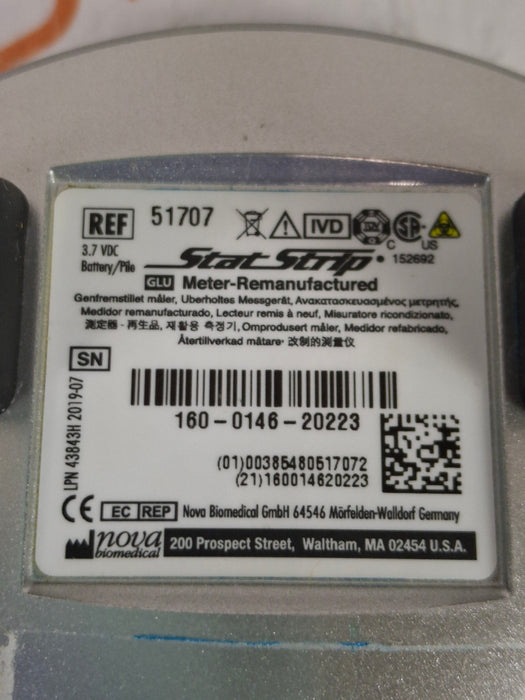 REF 51707 IVD
3.7 VDC
Battery/Pile
C US
152692
StatStrip
GLU Meter-Remanufactured
Genfremstillet måler, Überholtes Messgerät, Ανακατασκευασμένος μετρητής,
Medidor remanufacturado, Lecteur remis à neuf, Misuratore ricondizionato,
測定器 - 再生品, 재활용 측정기, Omprodusert måler, Medidor refabricado,
Återtillverkad mätare· 改制的测量仪
SN
160-0146-20223
(01)00385480517072
(21)160014620223
LPN 43843H 2019-07
CE EC REP Nova Biomedical GmbH 64546 Mörfelden-Walldorf Germany
nova
biomedical
200 Prospect Street, Waltham, MA 02454 U.S.A.